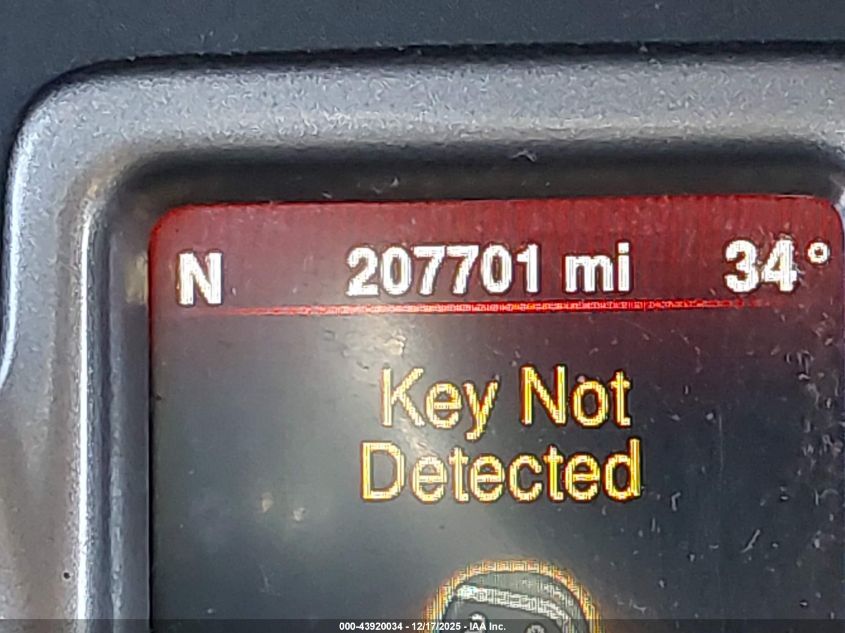 N 207701 mi 34°
Key Not
Detected
000-43920034 - 12/17/2025 - IAA Inc.